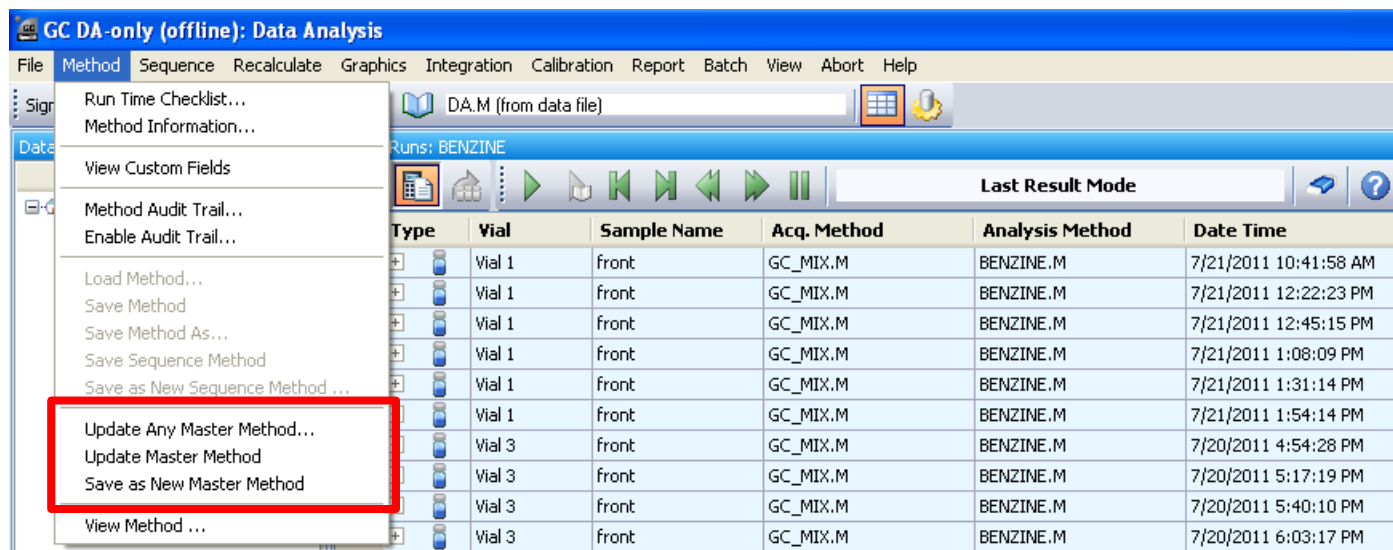 GC DA-only (offline): Data Analysis
File Method Sequence Recalculate Graphics Integration Calibration Report Batch View Abort Help
Run Time Checklist...
Method Information...
View Custom Fields
Method Audit Trail...
Enable Audit Trail...
Load Method...
Save Method
Save Method As...
Save Sequence Method
Save as New Sequence Method ...
Update Any Master Method...
Update Master Method
Save as New Master Method
View Method ...
Sign
DA.M (from data file)
Data
Runs: BENZINE
Last Result Mode
Type Vial Sample Name Acq. Method Analysis Method Date Time
Vial 1 front GC_MIX.M BENZINE.M 7/21/2011 10:41:58 AM
Vial 1 front GC_MIX.M BENZINE.M 7/21/2011 12:22:23 PM
Vial 1 front GC_MIX.M BENZINE.M 7/21/2011 12:45:15 PM
Vial 1 front GC_MIX.M BENZINE.M 7/21/2011 1:08:09 PM
Vial 1 front GC_MIX.M BENZINE.M 7/21/2011 1:31:14 PM
Vial 1 front GC_MIX.M BENZINE.M 7/21/2011 1:54:14 PM
Vial 3 front GC_MIX.M BENZINE.M 7/20/2011 4:54:28 PM
Vial 3 front GC_MIX.M BENZINE.M 7/20/2011 5:17:19 PM
Vial 3 front GC_MIX.M BENZINE.M 7/20/2011 5:40:10 PM
Vial 3 front GC_MIX.M BENZINE.M 7/20/2011 6:03:17 PM